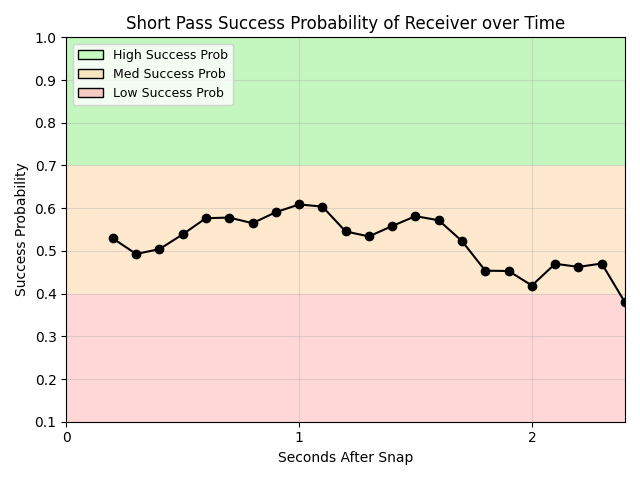 Short Pass Success Probability of Receiver over Time
High Success Prob
Med Success Prob
Low Success Prob
Success Probability
1.0
0.9
0.8
0.7
0.6
0.5
0.4
0.3
0.2
0.1
0 1 2
Seconds After Snap